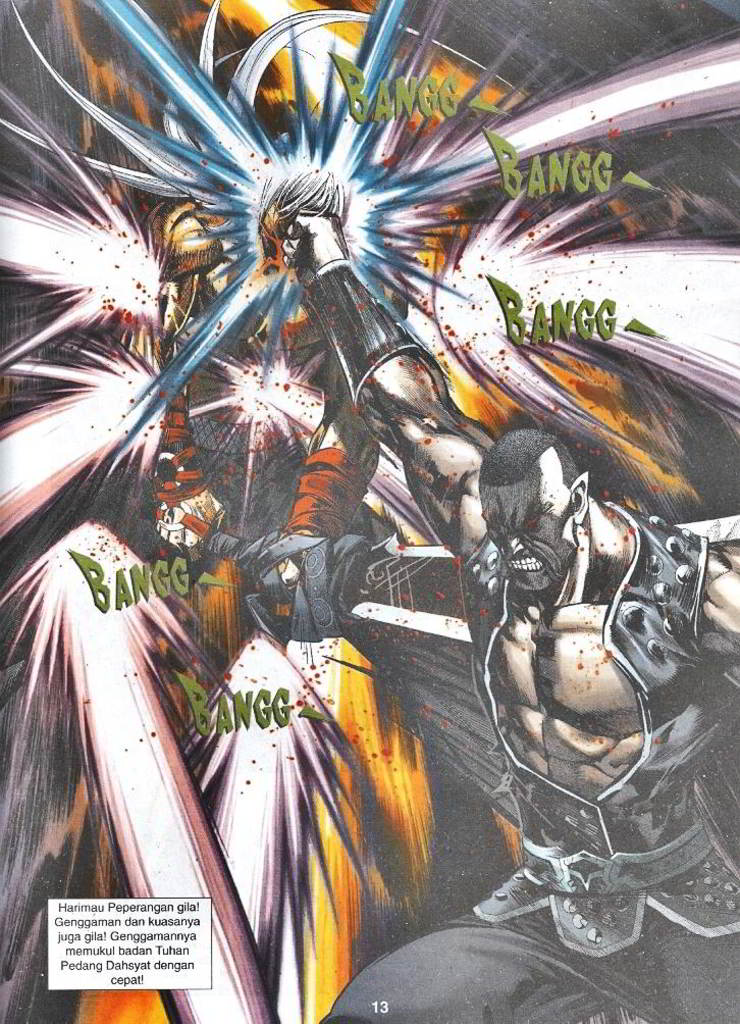 BANGG
BANGG
BANGG
BANGG
BANGG
Harimau Peperangan gila!
Genggaman dan kuasanya
juga gila! Genggamannya
memukul badan Tuhan
Pedang Dahsyat dengan
cepat!
13